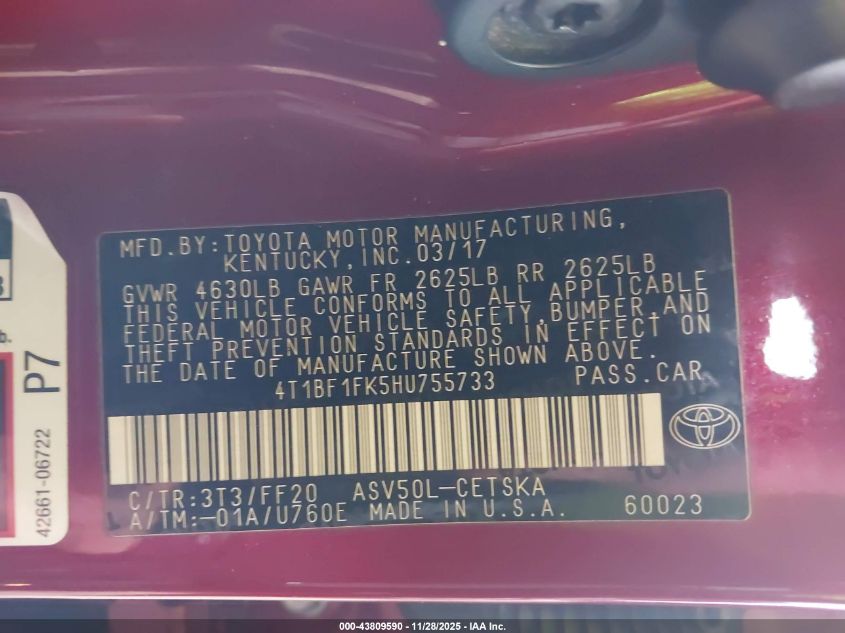 MFD.BY:TOYOTA MOTOR MANUFACTURING,
KENTUCKY,INC.03/17
GVWR 4630LB GAWR FR 2625LB RR 2625LB
THIS VEHICLE CONFORMS TO ALL APPLICABLE
FEDERAL MOTOR VEHICLE SAFETY,BUMPER,AND
THEFT PREVENTION STANDARDS IN EFFECT ON
THE DATE OF MANUFACTURE SHOWN ABOVE.
4T1BF1FK5HU755733 PASS.CAR
C/TR:3T3/FF20 ASV50L-CETSKA
A/TM:-01A/U760E MADE IN U.S.A. 60023
P7
42661-06722
000-43809590 - 11/28/2025 - IAA Inc.